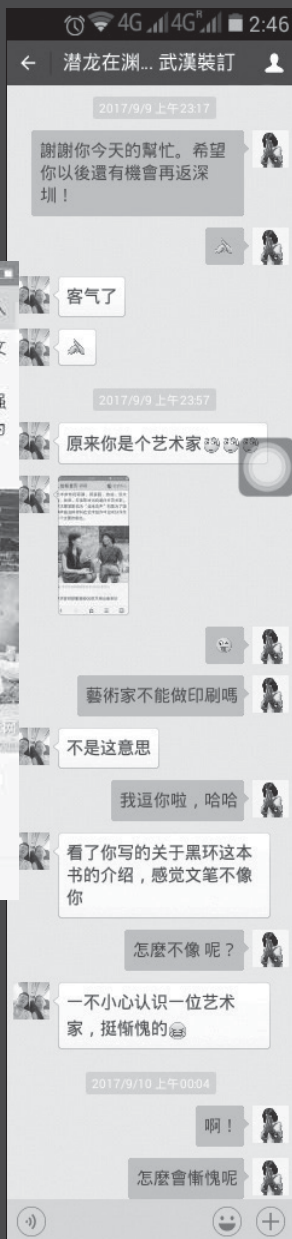 4G 4G H 2:46
潜龙在渊... 武漢裝訂
2017/9/9 上午23:17
謝謝你今天的幫忙。希望
你以後還有機會再返深
圳！
客气了
2017/9/9 上午23:57
原来你是个艺术家
藝術家不能做印刷嗎
不是这意思
我逗你啦，哈哈
看了你写的关于黑环这本
书的介绍，感觉文笔不像
你
怎麼不像 呢？
一不小心认识一位艺术
家，挺惭愧的
2017/9/10 上午00:04
啊！
怎麼會慚愧呢